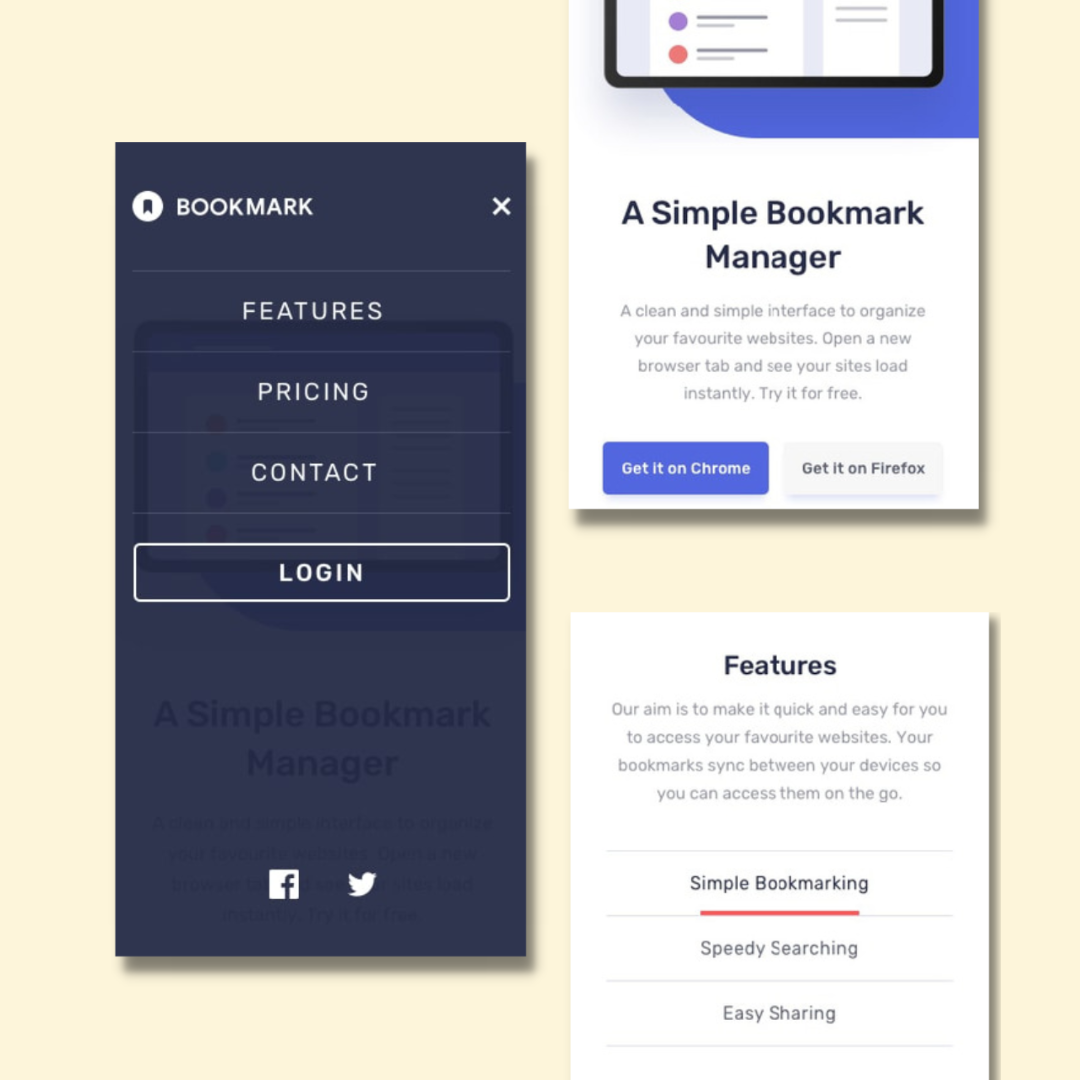 BOOKMARK
FEATURES
PRICING
CONTACT
LOGIN
A Simple Bookmark
Manager
A clean and simple interface to organize
your favourite websites. Open a new
browser tab and see your sites load
instantly. Try it for free.
A Simple Bookmark
Manager
A clean and simple interface to organize
your favourite websites. Open a new
browser tab and see your sites load
instantly. Try it for free.
Get it on Chrome
Get it on Firefox
Features
Our aim is to make it quick and easy for you
to access your favourite websites. Your
bookmarks sync between your devices so
you can access them on the go.
Simple Bookmarking
Speedy Searching
Easy Sharing